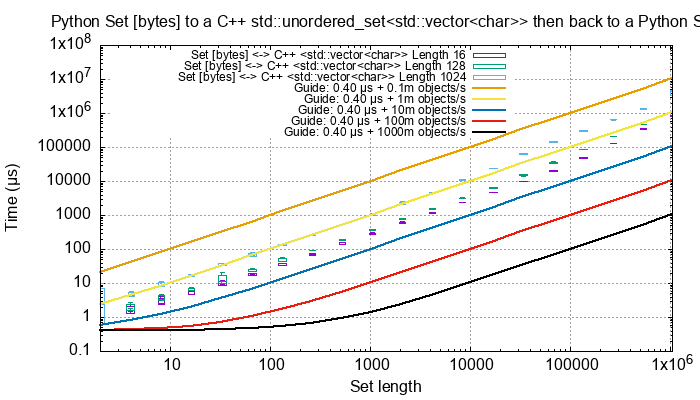 Python Set [bytes] to a C++ std::unordered_set<std::vector<char>> then back to a Python S
1x10^8
1x10^7
1x10^6
100000
10000
1000
100
10
1
0.1
Time (µs)
Set [bytes] <-> C++ <std::vector<char>> Length 16
Set [bytes] <-> C++ <std::vector<char>> Length 128
Set [bytes] <-> C++ <std::vector<char>> Length 1024
Guide: 0.40 µs + 0.1m objects/s
Guide: 0.40 µs + 1m objects/s
Guide: 0.40 µs + 10m objects/s
Guide: 0.40 µs + 100m objects/s
Guide: 0.40 µs + 1000m objects/s
10 100 1000 10000 100000 1x10^6
Set length